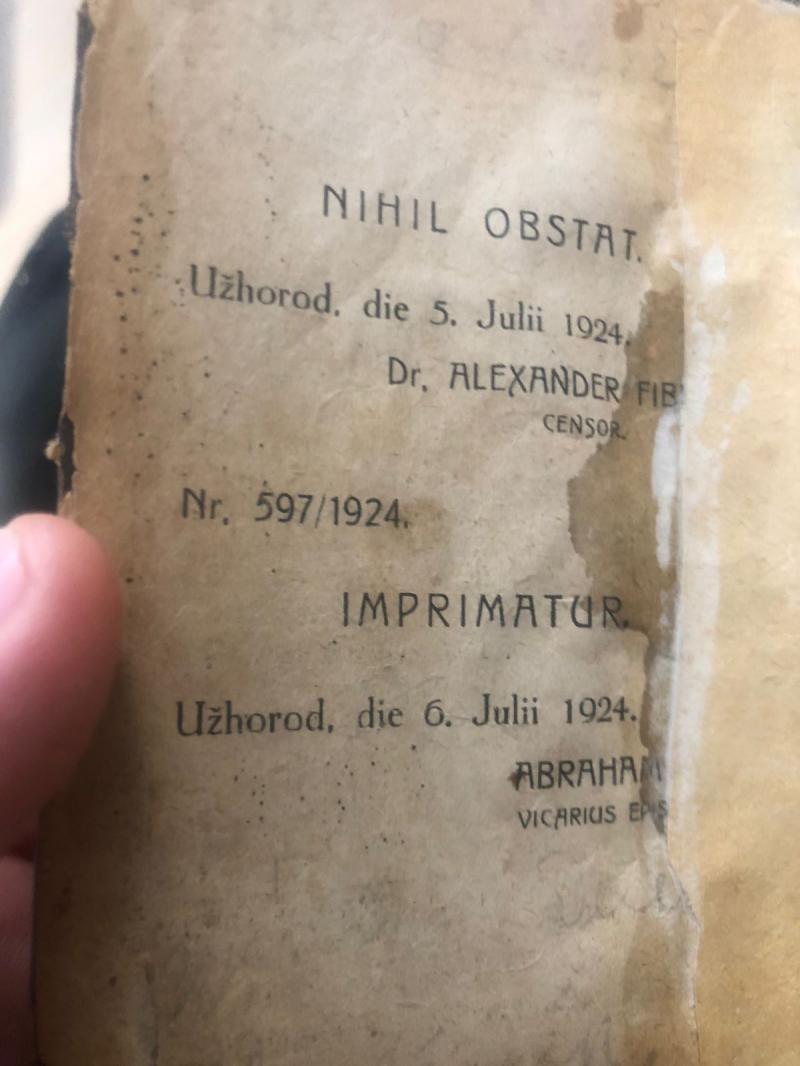 NIHIL OBSTAT.
Užhorod, die 5. Julii 1924.
Dr. ALEXANDER
CENSOR.
Nr. 597/1924.
IMPRIMATUR.
Užhorod, die 6. Julii 1924.
ABRAHAM
VICARIUS